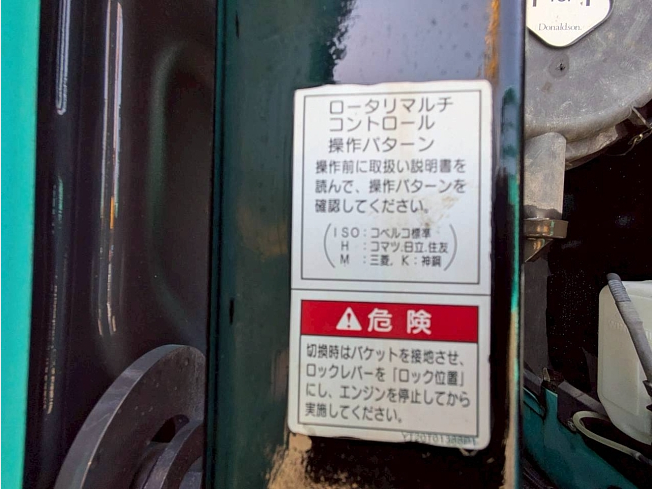 Donaldson.
ロータリマルチ
コントロール
操作パターン
操作前に取扱い説明書を
読んで、操作パターンを
確認してください。
(ISO:コベルコ標準
H :コマツ,日立,住友
M :三菱, K:神鋼)
危険
切換時はバケットを接地させ、
ロックレバーを「ロック位置」
にし、エンジンを停止してから
実施してください。